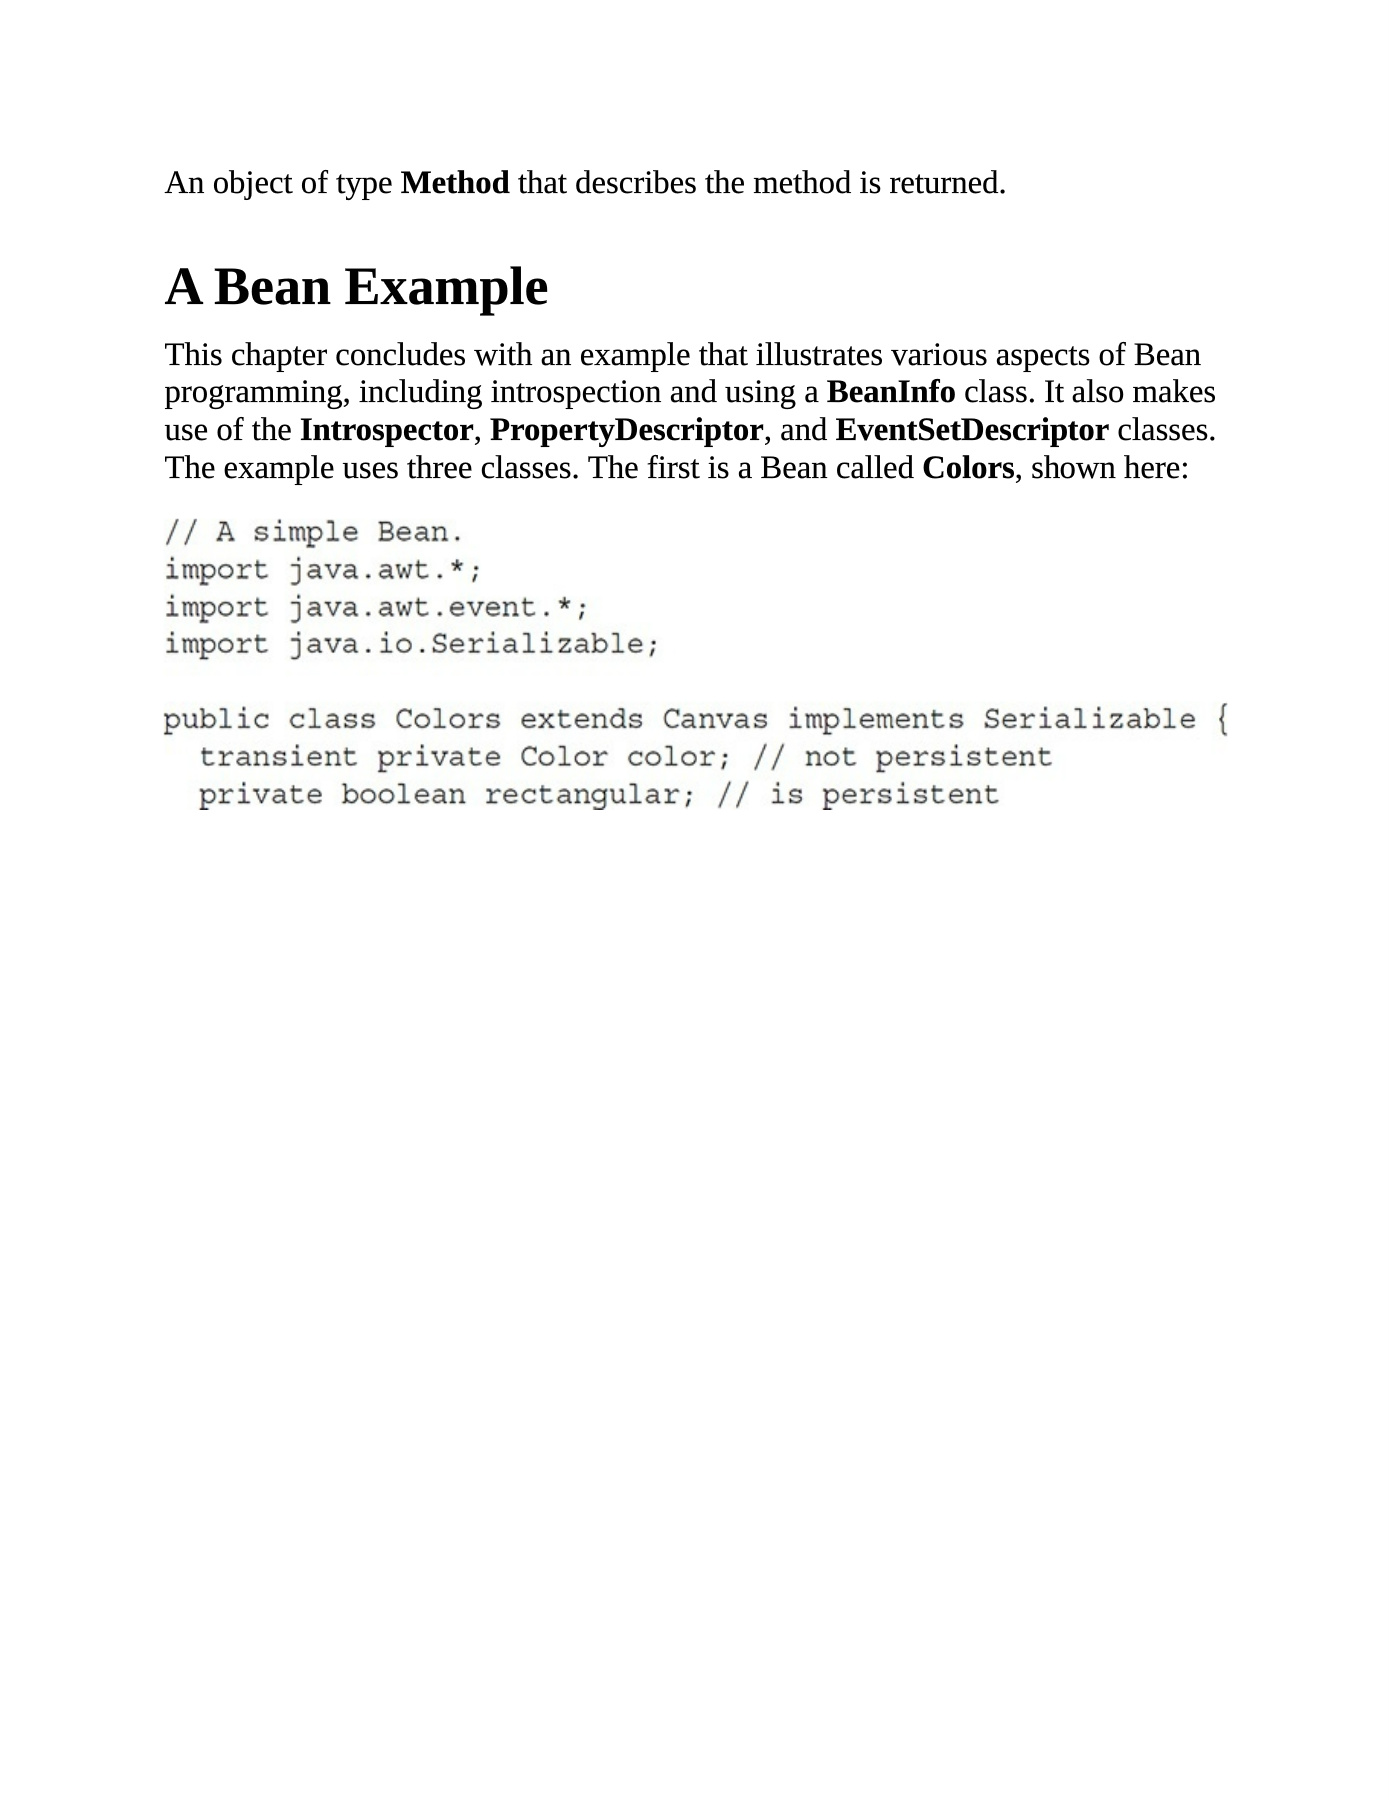 An object of type Method that describes the method is returned.
A Bean Example
This chapter concludes with an example that illustrates various aspects of Bean
programming, including introspection and using a BeanInfo class. It also makes
use of the Introspector, PropertyDescriptor, and EventSetDescriptor classes.
The example uses three classes. The first is a Bean called Colors, shown here:
// A simple Bean.
import java.awt.*;
import java.awt.event.*;
import java.io.Serializable;

public class Colors extends Canvas implements Serializable {
  transient private Color color; // not persistent
  private boolean rectangular; // is persistent